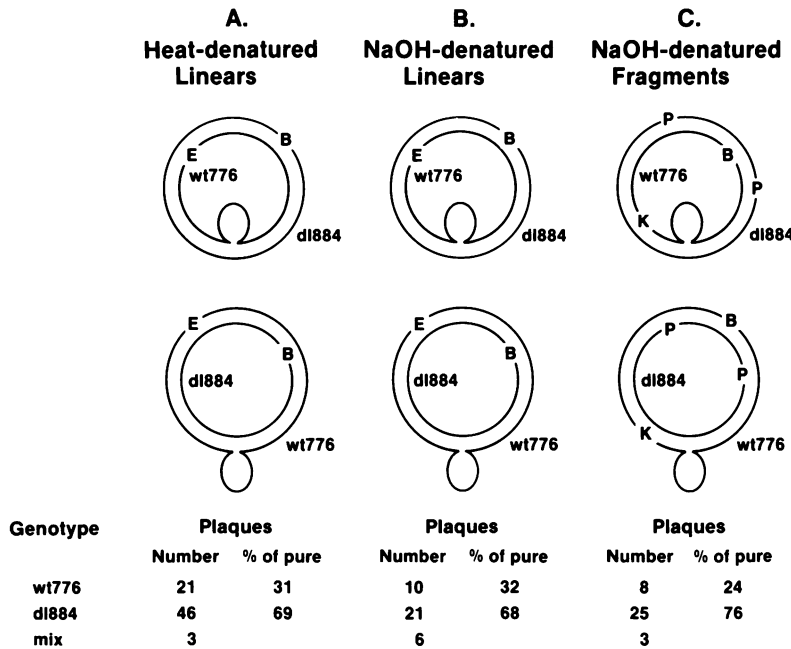 A. B. C.
Heat-denatured NaOH-denatured NaOH-denatured
Linears Linears Fragments
E B E B P B P
wt776 wt776 wt776
K
dl884 dl884 dl884
E B E B P B P
dl884 dl884 dl884
K
wt776 wt776 wt776
Genotype Plaques Plaques Plaques
Number % of pure Number % of pure Number % of pure
wt776 21 31 10 32 8 24
dl884 46 69 21 68 25 76
mix 3 6 3